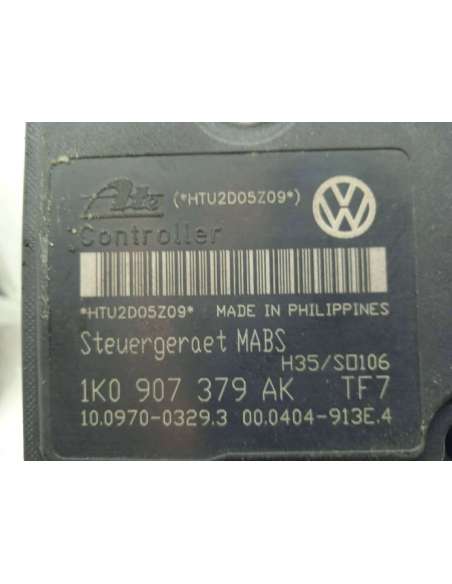 Ate (*HTU2D05Z09*)
Controller
*HTU2D05Z09* MADE IN PHILIPPINES
Steuergeraet MABS
H35/S0106
1K0 907 379 AK TF7
10.0970-0329.3 00.0404-913E.4